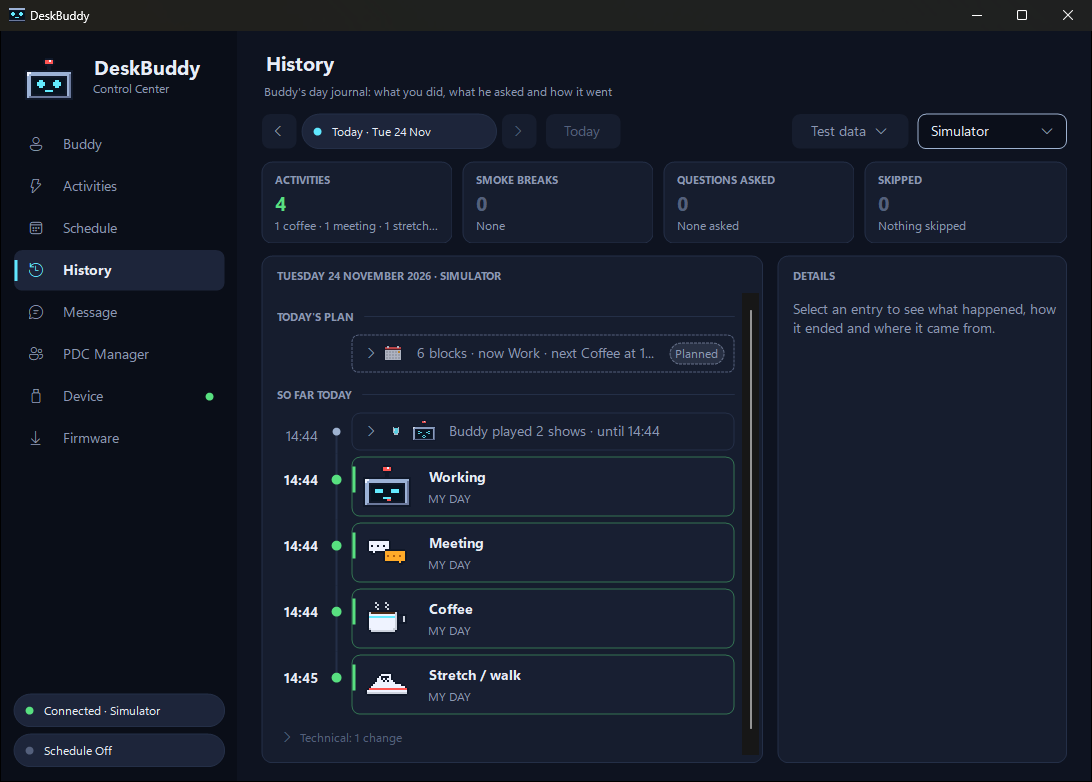 DeskBuddy
DeskBuddy
Control Center
Buddy
Activities
Schedule
History
Message
PDC Manager
Device
Firmware
Connected · Simulator
Schedule Off
History
Buddy's day journal: what you did, what he asked and how it went
Today · Tue 24 Nov
Today
Test data
Simulator
ACTIVITIES
4
1 coffee · 1 meeting · 1 stretch...
SMOKE BREAKS
0
None
QUESTIONS ASKED
0
None asked
SKIPPED
0
Nothing skipped
TUESDAY 24 NOVEMBER 2026 · SIMULATOR
TODAY'S PLAN
6 blocks · now Work · next Coffee at 1...
Planned
SO FAR TODAY
14:44
Buddy played 2 shows · until 14:44
14:44
Working
MY DAY
14:44
Meeting
MY DAY
14:44
Coffee
MY DAY
14:45
Stretch / walk
MY DAY
Technical: 1 change
DETAILS
Select an entry to see what happened, how
it ended and where it came from.